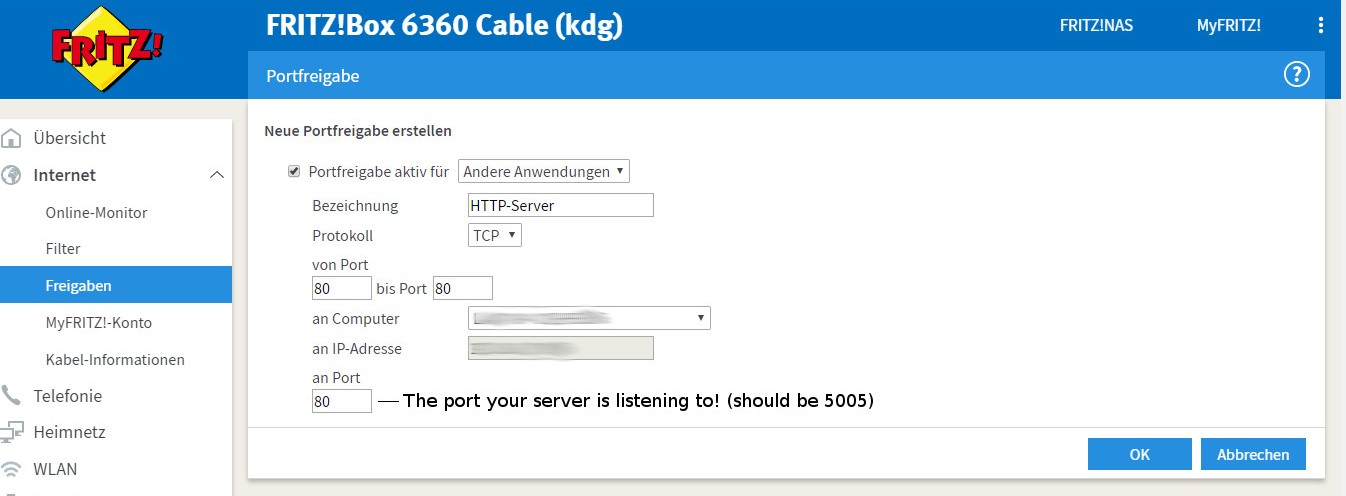 FRITZ!
FRITZ!Box 6360 Cable (kdg)
FRITZ!NAS
MyFRITZ!
Portfreigabe
?
Übersicht
Internet
Online-Monitor
Filter
Freigaben
MyFRITZ!-Konto
Kabel-Informationen
Telefonie
Heimnetz
WLAN
Neue Portfreigabe erstellen
Portfreigabe aktiv für Andere Anwendungen
Bezeichnung HTTP-Server
Protokoll TCP
von Port
80 bis Port 80
an Computer
an IP-Adresse
an Port
80 — The port your server is listening to! (should be 5005)
OK Abbrechen